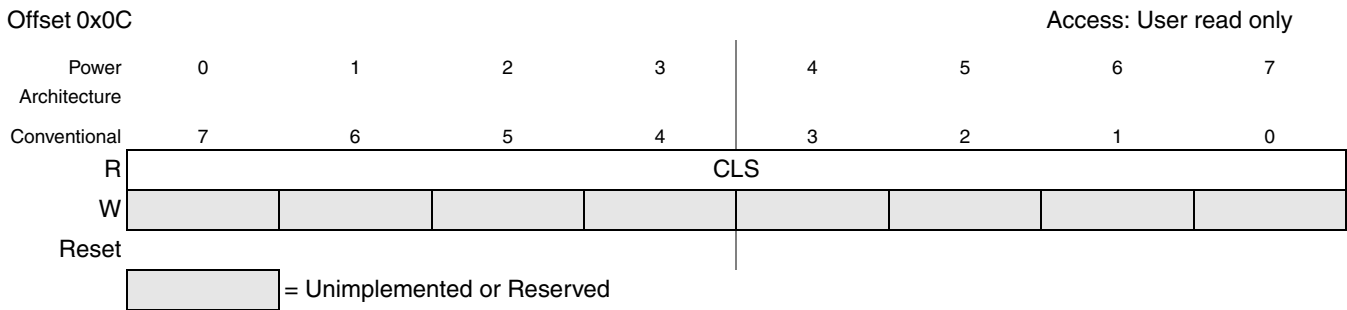 Offset 0x0C Access: User read only
Power Architecture 0 1 2 3 4 5 6 7
Conventional 7 6 5 4 3 2 1 0
R CLS
W
Reset
= Unimplemented or Reserved